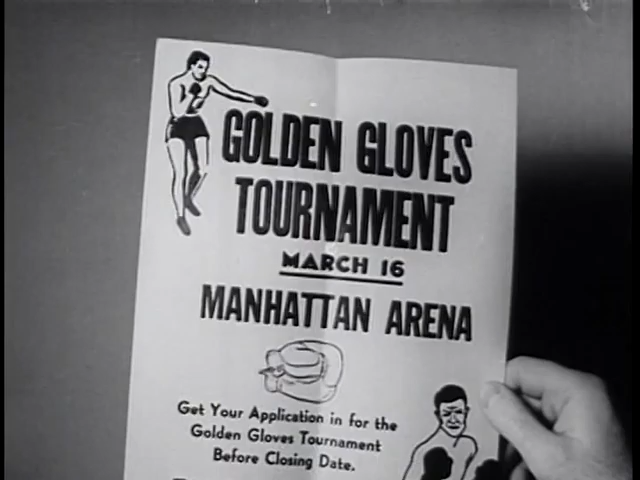 GOLDEN GLOVES
TOURNAMENT
MARCH 16
MANHATTAN ARENA
Get Your Application in for the
Golden Gloves Tournament
Before Closing Date.